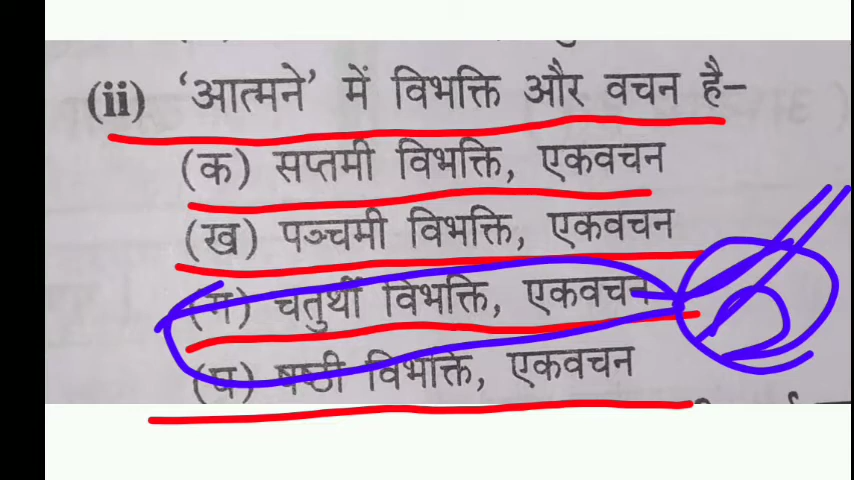 (ii) ‘आत्मने’ में विभक्ति और वचन है–
(क) सप्तमी विभक्ति, एकवचन
(ख) पञ्चमी विभक्ति, एकवचन
(ग) चतुर्थी विभक्ति, एकवचन
(घ) षष्ठी विभक्ति, एकवचन